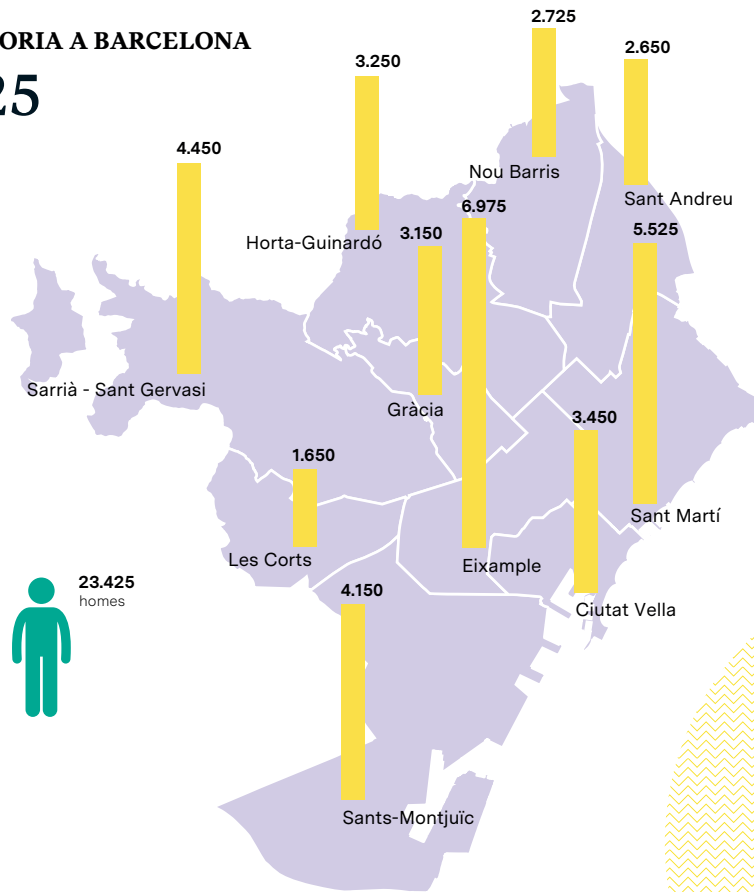 ORIA A BARCELONA
25
2.725
2.650
3.250
4.450
Nou Barris
Sant Andreu
6.975
3.150
5.525
Horta-Guinardó
Sarrià - Sant Gervasi
Gràcia
3.450
1.650
Sant Martí
Les Corts
Eixample
23.425
homes
4.150
Ciutat Vella
Sants-Montjuïc